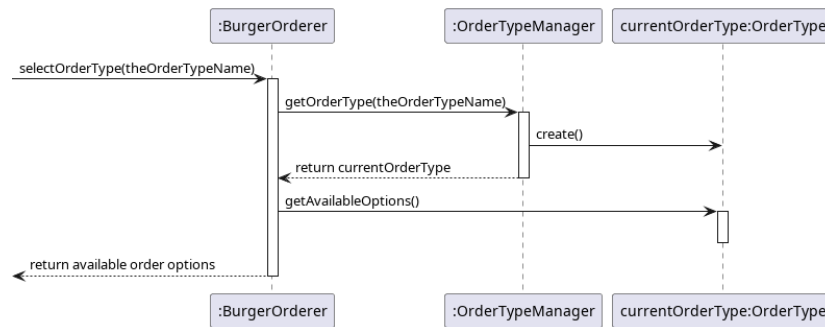 :BurgerOrderer
:OrderTypeManager
currentOrderType:OrderType
selectOrderType(theOrderTypeName)
getOrderType(theOrderTypeName)
create()
return currentOrderType
getAvailableOptions()
return available order options
:BurgerOrderer
:OrderTypeManager
currentOrderType:OrderType